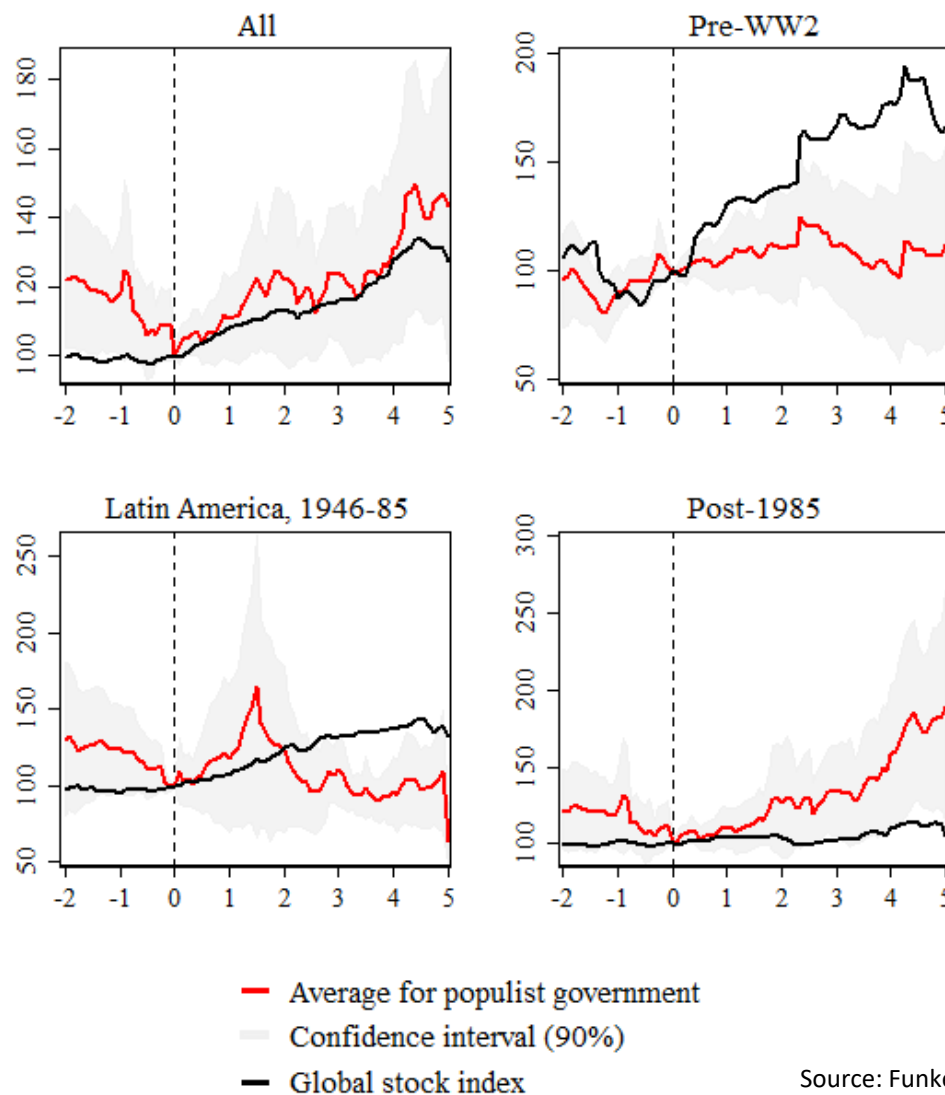 All
180
160
140
120
100
-2 -1 0 1 2 3 4 5
Pre-WW2
200
150
100
50
-2 -1 0 1 2 3 4
Latin America, 1946-85
250
200
150
100
50
-2 -1 0 1 2 3 4 5
Post-1985
300
250
200
150
100
-2 -1 0 1 2 3 4
Average for populist government
Confidence interval (90%)
Global stock index
Source: Funke